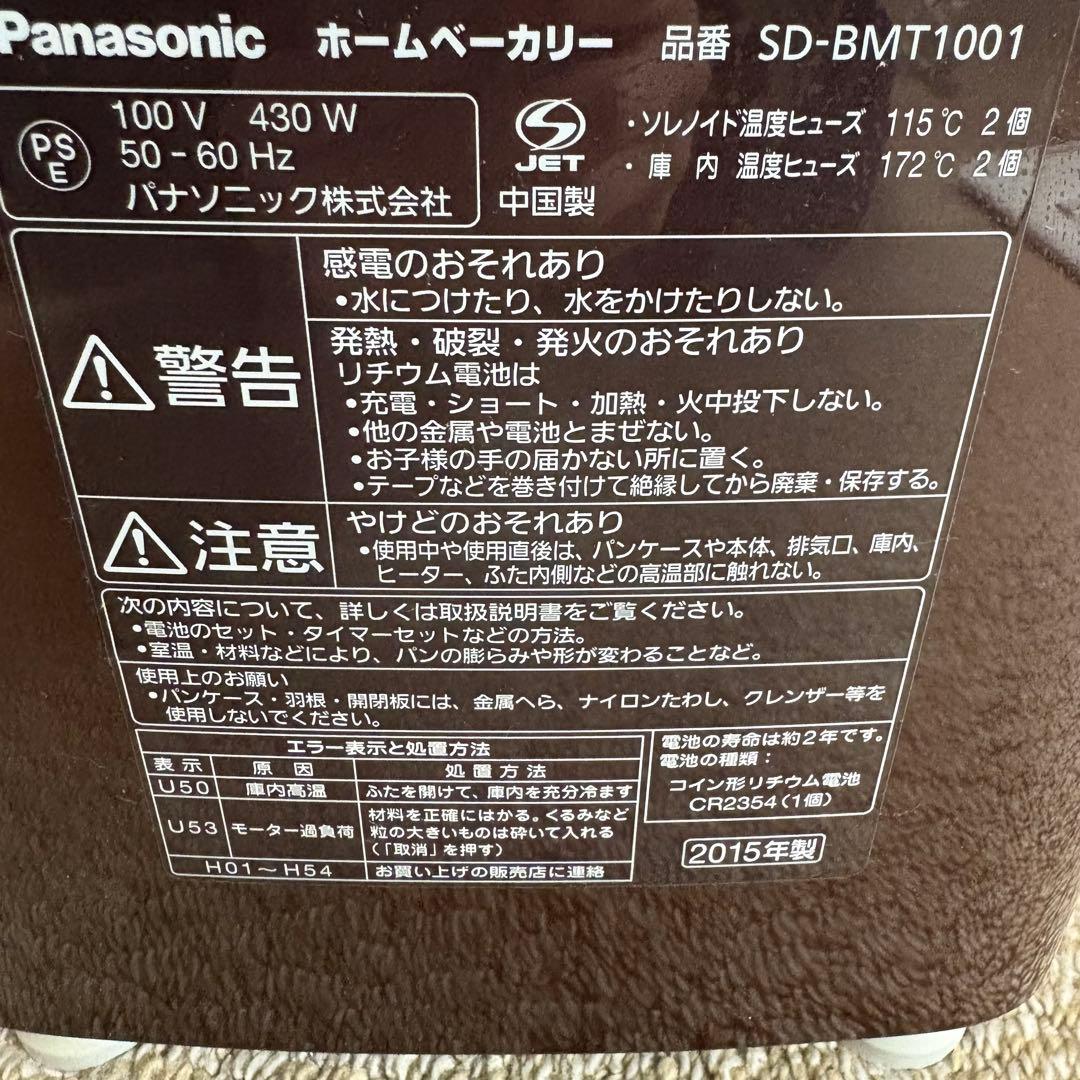 Panasonic ホームベーカリー 品番 SD-BMT1001
PSE 100V 430W
50-60Hz
パナソニック株式会社
S JET
中国製
・ソレノイド温度ヒューズ 115℃ 2個
・庫内 温度ヒューズ 172℃ 2個
警告
感電のおそれあり
•水につけたり、水をかけたりしない。
発熱・破裂・発火のおそれあり
リチウム電池は
•充電・ショート・加熱・火中投下しない。
•他の金属や電池とまぜない。
•お子様の手の届かない所に置く。
•テープなどを巻き付けて絶縁してから廃棄・保存する。
注意
やけどのおそれあり
•使用中や使用直後は、パンケースや本体、排気口、庫内、
ヒーター、ふた内側などの高温部に触れない。
次の内容について、詳しくは取扱説明書をご覧ください。
•電池のセット・タイマーセットなどの方法。
•室温・材料などにより、パンの膨らみや形が変わることなど。
使用上のお願い
•パンケース・羽根・開閉板には、金属へら、ナイロンたわし、クレンザー等を
使用しないでください。
エラー表示と処置方法
表示 原因 処置方法
U50 庫内高温 ふたを開けて、庫内を充分冷ます
U53 モーター過負荷 材料を正確にはかる。くるみなど
粒の大きいものは砕いて入れる
(「取消」を押す)
H01～H54 お買い上げの販売店に連絡
電池の寿命は約2年です。
電池の種類：
コイン形リチウム電池
CR2354(1個)
2015年製